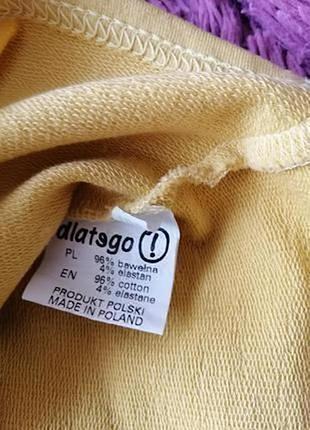 dlatego !
PL 96% bawełna
4% elastan
EN 96% cotton
4% elastane
PRODUKT POLSKI
MADE IN POLAND